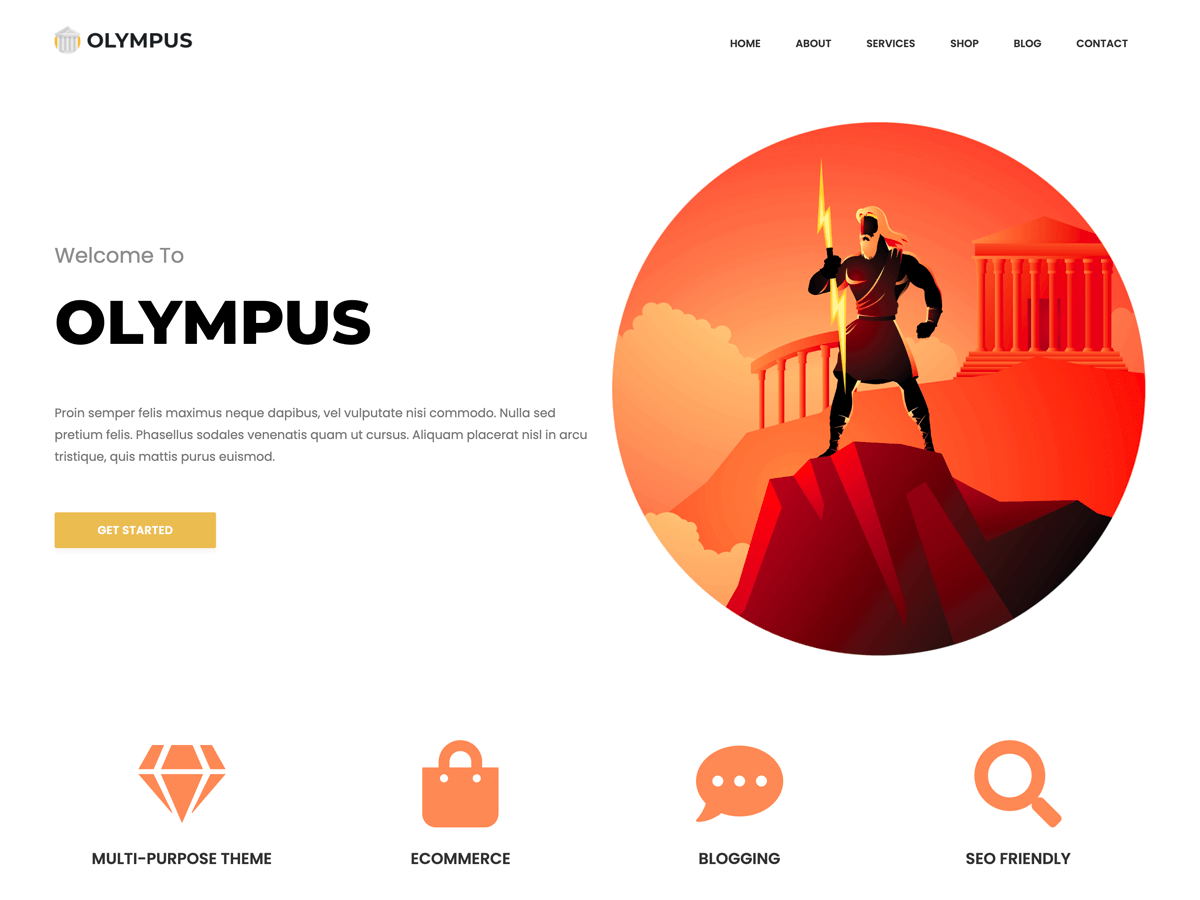 OLYMPUS
HOME ABOUT SERVICES SHOP BLOG CONTACT
Welcome To
OLYMPUS
Proin semper felis maximus neque dapibus, vel vulputate nisi commodo. Nulla sed
pretium felis. Phasellus sodales venenatis quam ut cursus. Aliquam placerat nisl in arcu
tristique, quis mattis purus euismod.
GET STARTED
MULTI-PURPOSE THEME ECOMMERCE BLOGGING SEO FRIENDLY